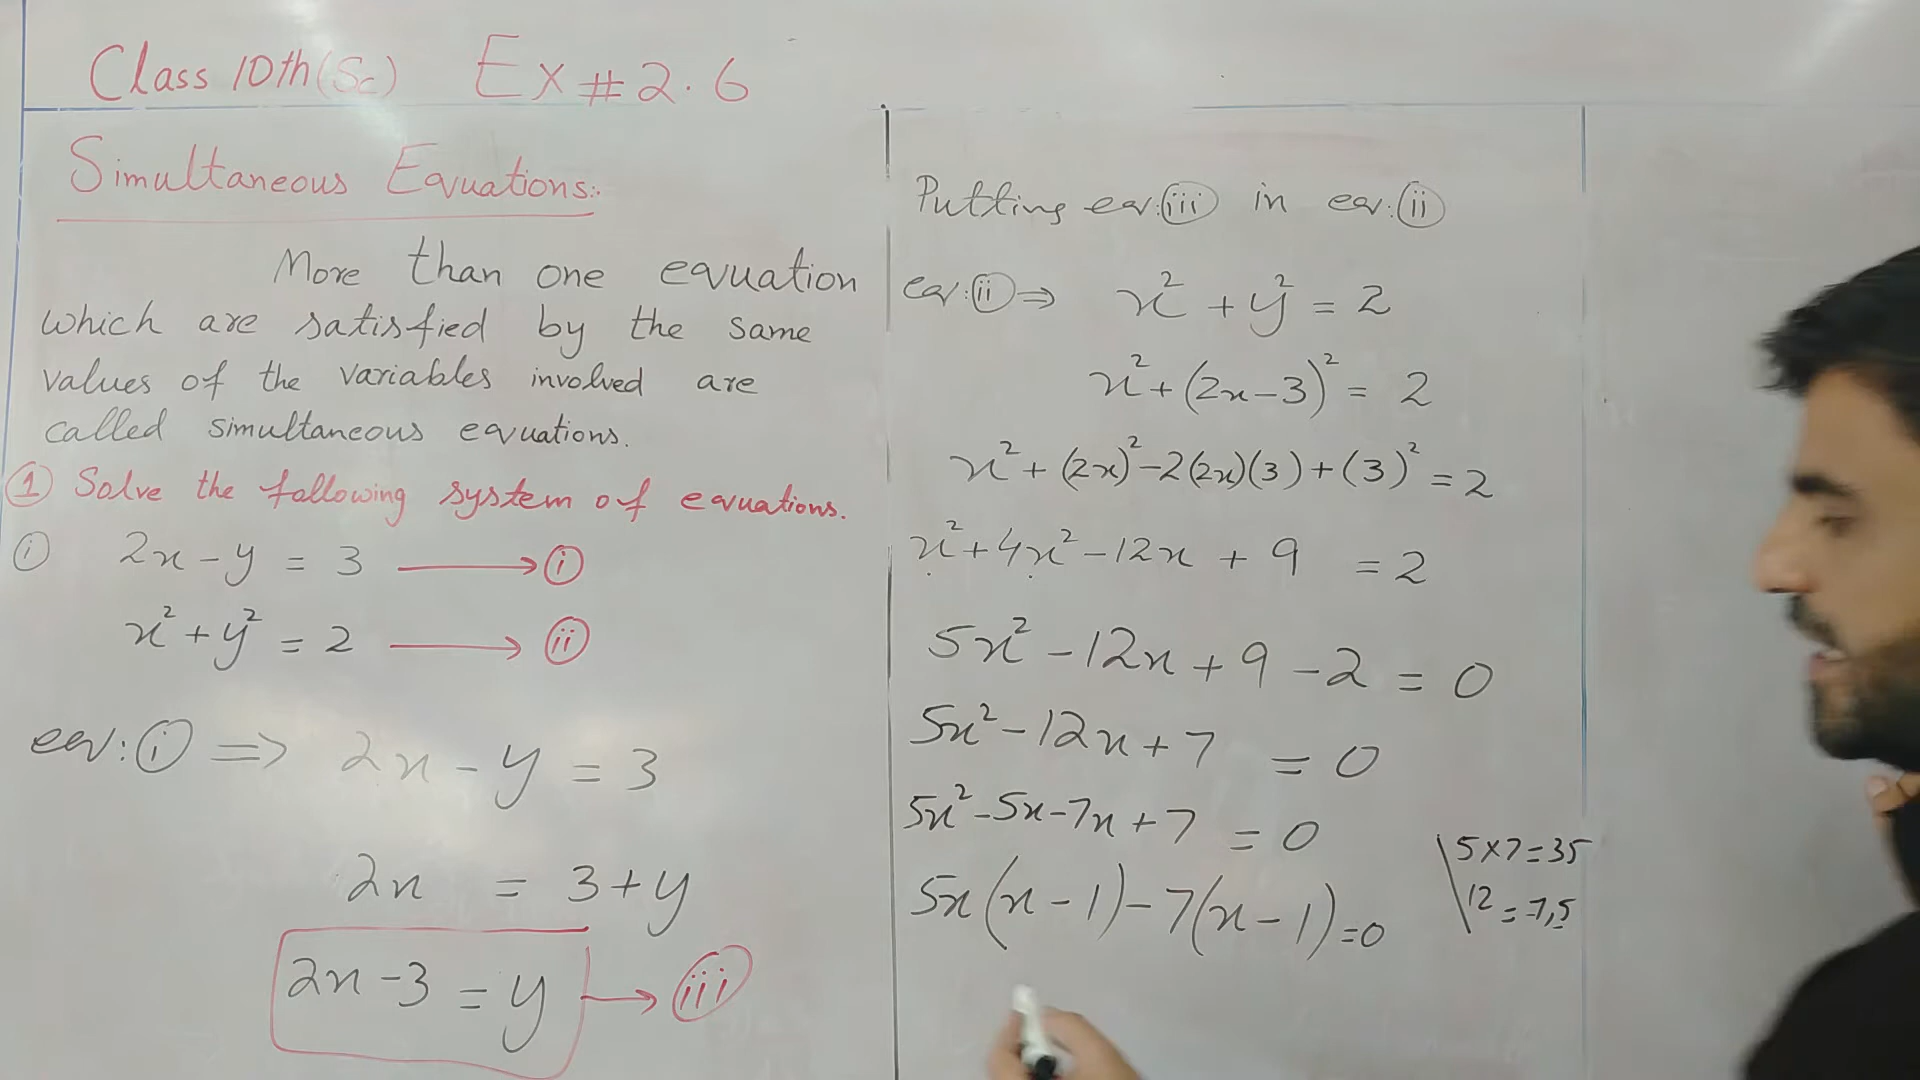 Class 10th (Sc) Ex # 2.6
Simultaneous Equations:.
More than one equation
which are satisfied by the same
values of the variables involved are
called simultaneous equations.
① Solve the following system of equations.
ⓘ 2x - y = 3 ⟶ ⓘ
x² + y² = 2 ⟶ (ii)
eq: ⓘ ⇒ 2x - y = 3
2x = 3 + y
2x - 3 = y → (iii)
Putting eq: (iii) in eq: (ii)
eq: (ii) ⇒ x² + y² = 2
x² + (2x - 3)² = 2
x² + (2x)² - 2(2x)(3) + (3)² = 2
x² + 4x² - 12x + 9 = 2
5x² - 12x + 9 - 2 = 0
5x² - 12x + 7 = 0
5x² - 5x - 7x + 7 = 0
5x(x - 1) - 7(x - 1) = 0
5 × 7 = 35
12 = 7,5